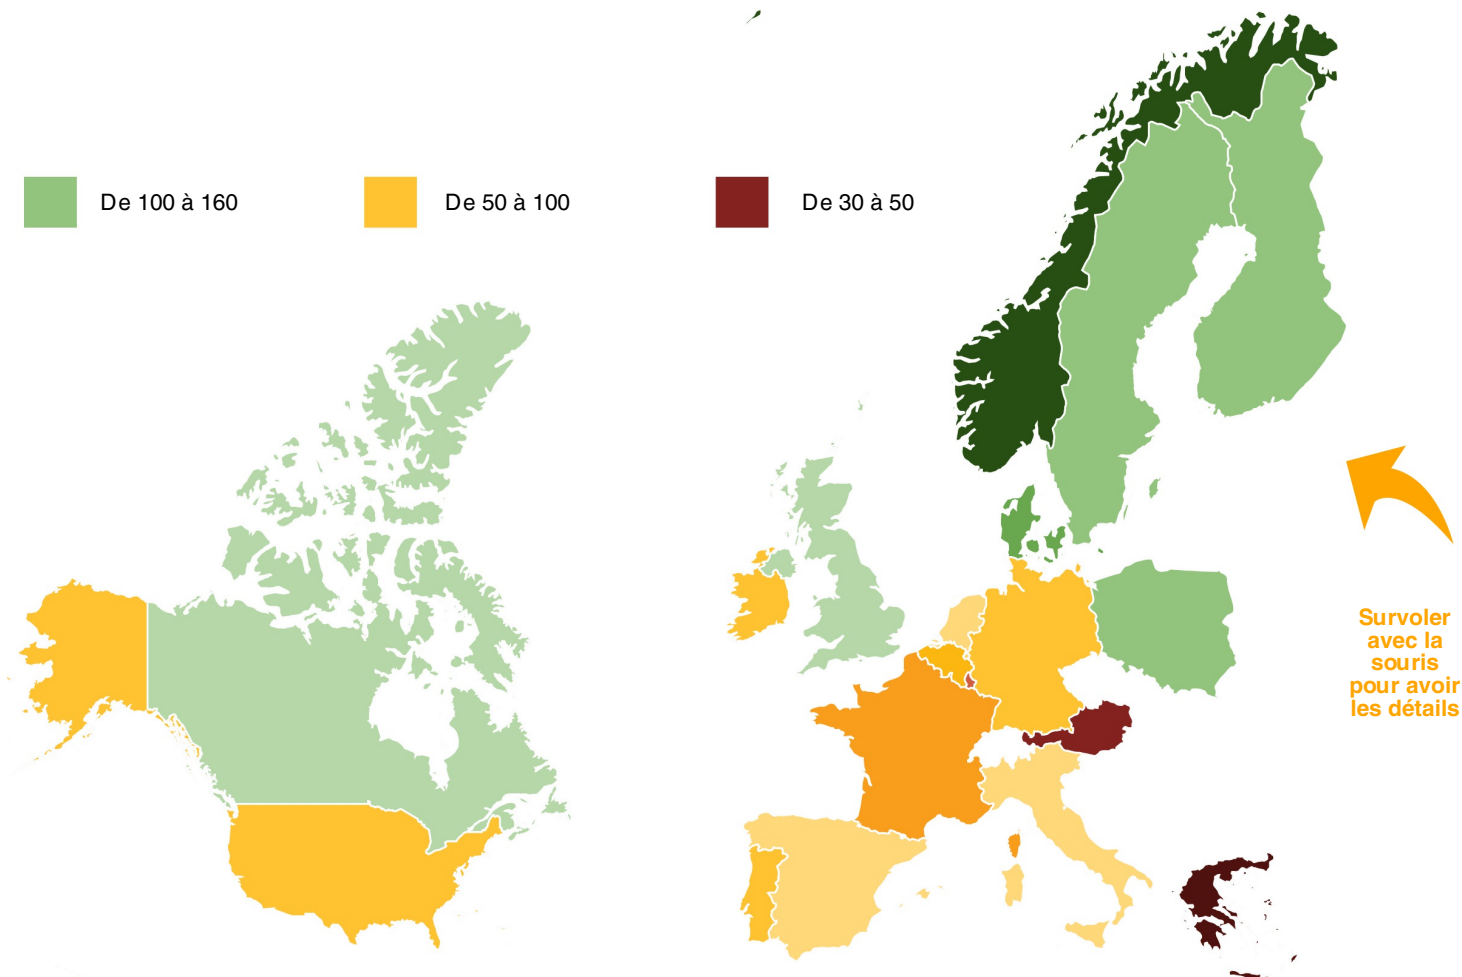 De 100 à 160
De 50 à 100
De 30 à 50
Survoler
avec la
souris
pour avoir
les détails